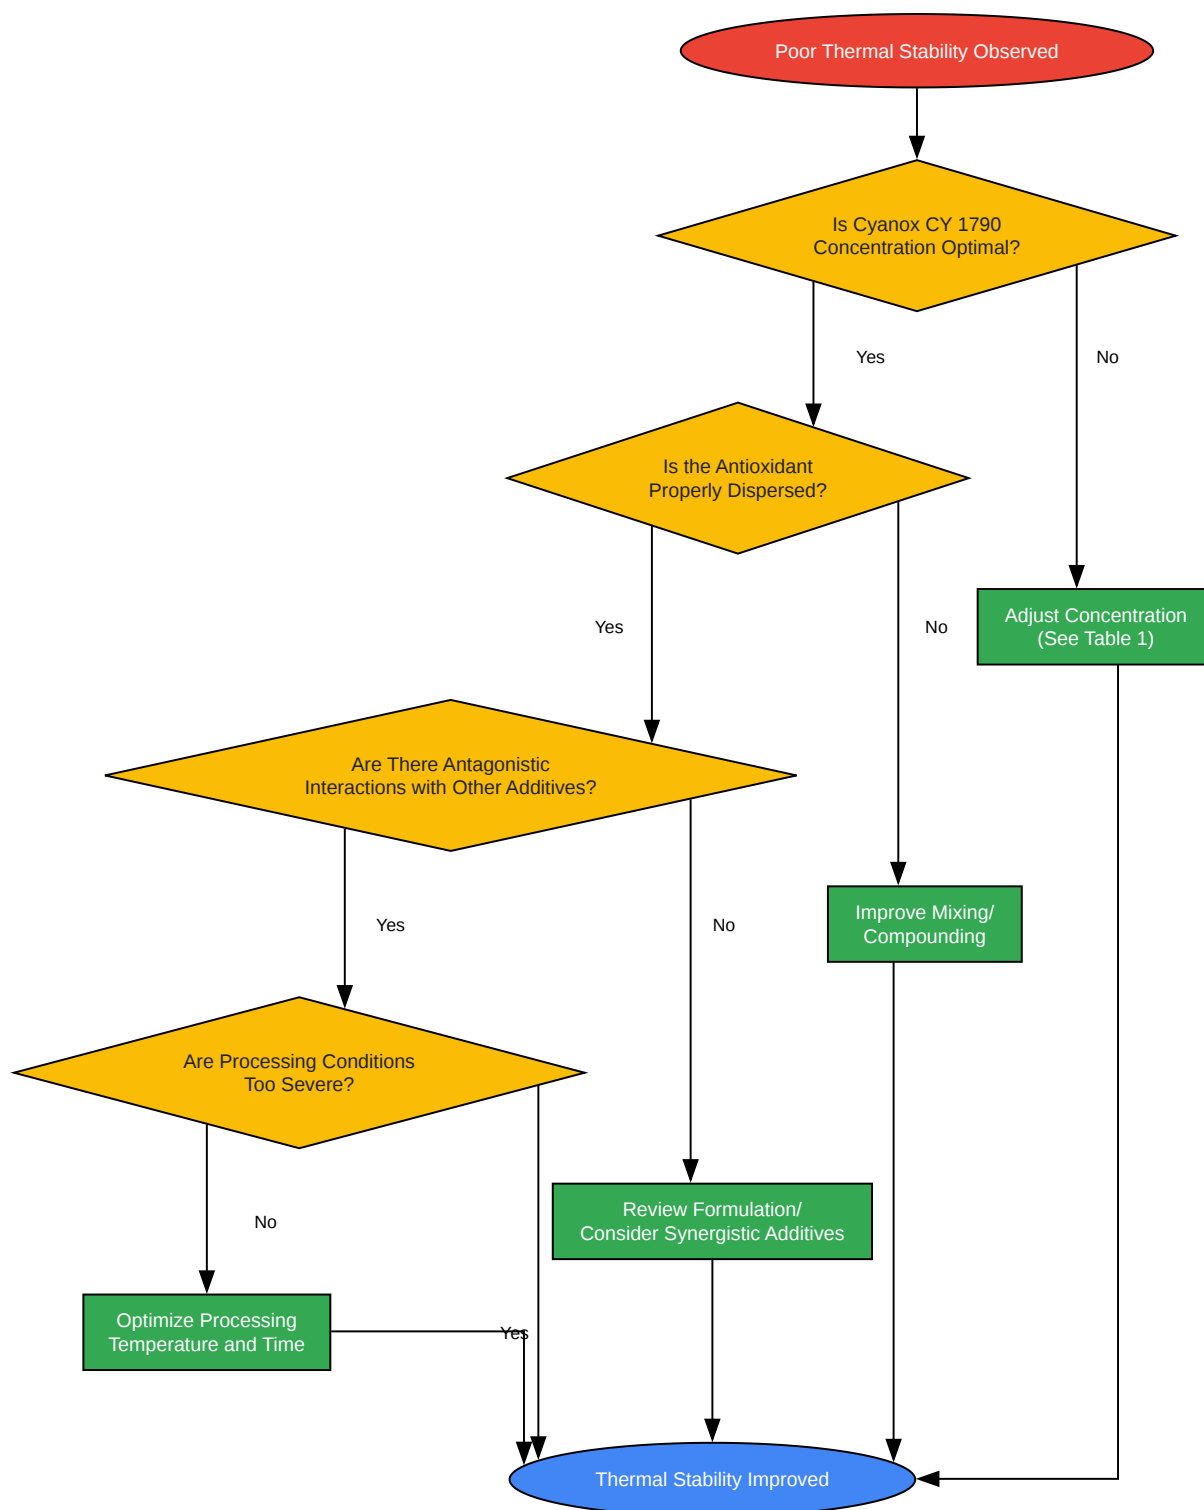 Poor Thermal Stability Observed
Is Cyanox CY 1790
Concentration Optimal?
Yes
No
Is the Antioxidant
Properly Dispersed?
Yes
No
Adjust Concentration
(See Table 1)
Are There Antagonistic
Interactions with Other Additives?
Yes
No
Improve Mixing/
Compounding
Are Processing Conditions
Too Severe?
No
Review Formulation/
Consider Synergistic Additives
Optimize Processing
Temperature and Time
Yes
Thermal Stability Improved